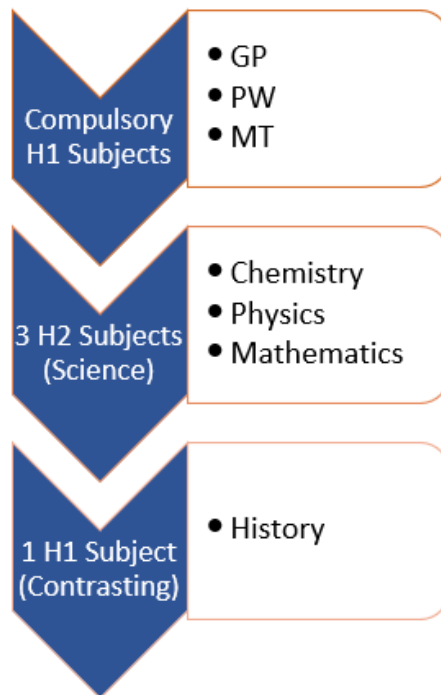 Compulsory
H1 Subjects
• GP
• PW
• MT
3 H2 Subjects
(Science)
• Chemistry
• Physics
• Mathematics
1 H1 Subject
(Contrasting)
• History